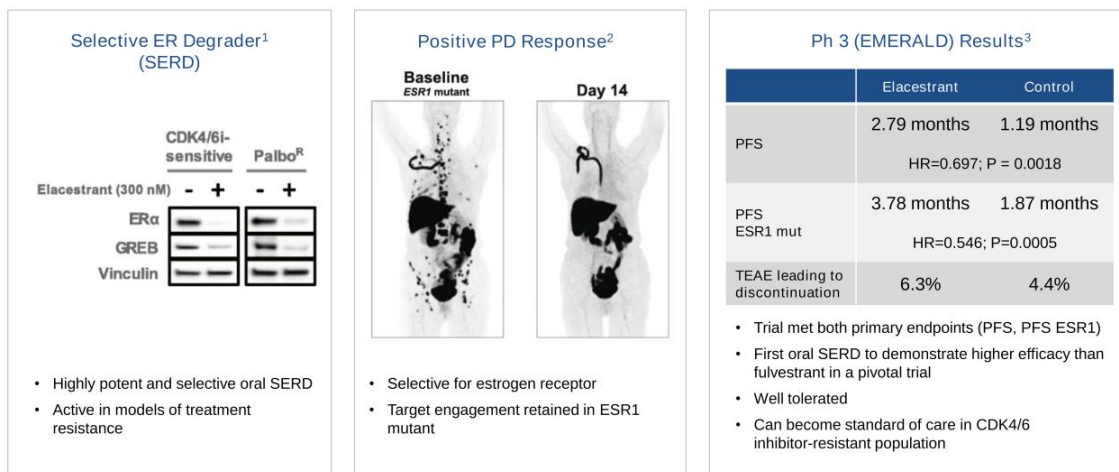 Selective ER Degrader1
(SERD)
CDK4/6i-
sensitive PalboR
Elacestrant (300 nM) - + - +
ERα
GREB
Vinculin
• Highly potent and selective oral SERD
• Active in models of treatment
resistance
Positive PD Response2
Baseline
ESR1 mutant
Day 14
• Selective for estrogen receptor
• Target engagement retained in ESR1
mutant
Ph 3 (EMERALD) Results3
Elacestrant Control
PFS 2.79 months 1.19 months
HR=0.697; P = 0.0018
PFS
ESR1 mut 3.78 months 1.87 months
HR=0.546; P=0.0005
TEAE leading to
discontinuation 6.3% 4.4%
• Trial met both primary endpoints (PFS, PFS ESR1)
• First oral SERD to demonstrate higher efficacy than
fulvestrant in a pivotal trial
• Well tolerated
• Can become standard of care in CDK4/6
inhibitor-resistant population